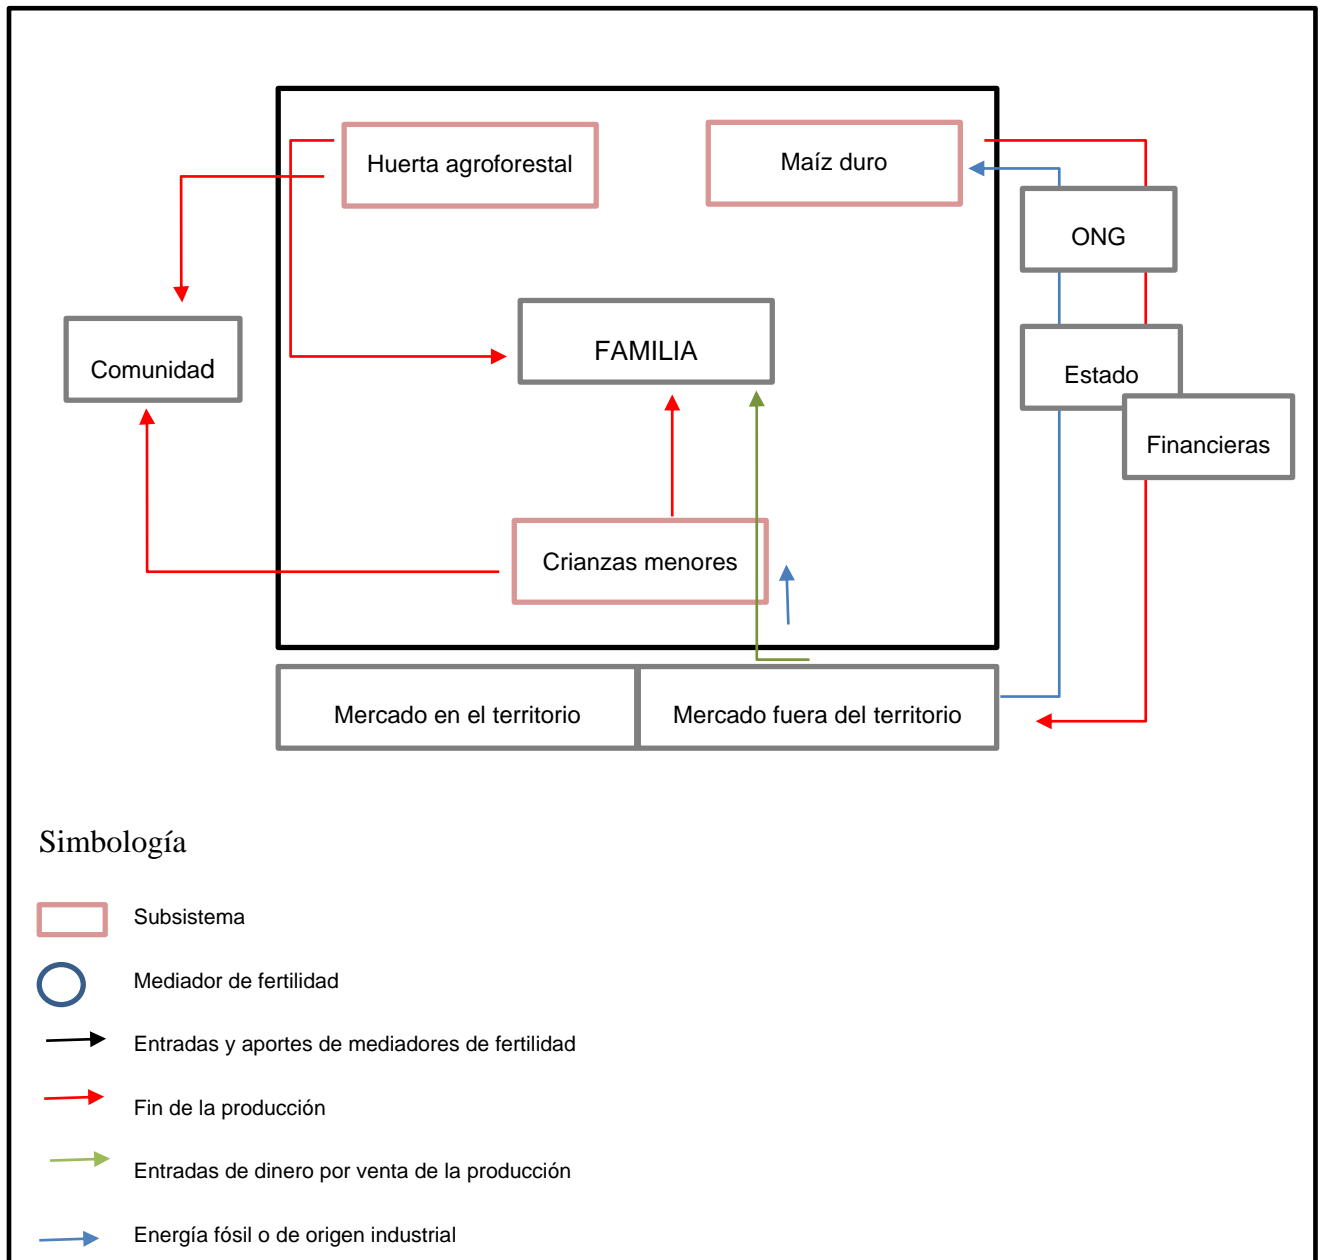 Huerta agroforestal
Maíz duro
ONG
FAMILIA
Comunidad
Estado
Financieras
Crianzas menores
Mercado en el territorio
Mercado fuera del territorio
Simbología
Subsistema
Mediador de fertilidad
Entradas y aportes de mediadores de fertilidad
Fin de la producción
Entradas de dinero por venta de la producción
Energía fósil o de origen industrial